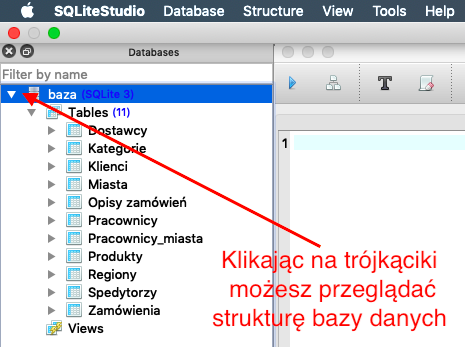 SQLiteStudio Database Structure View Tools Help
Databases
Filter by name
baza (SQLite 3)
Tables (11)
Dostawcy
Kategorie
Klienci
Miasta
Opisy zamówień
Pracownicy
Pracownicy_miasta
Produkty
Regiony
Spedytorzy
Zamówienia
Views
T
1
Klikając na trójkąciki
możesz przeglądać
strukturę bazy danych